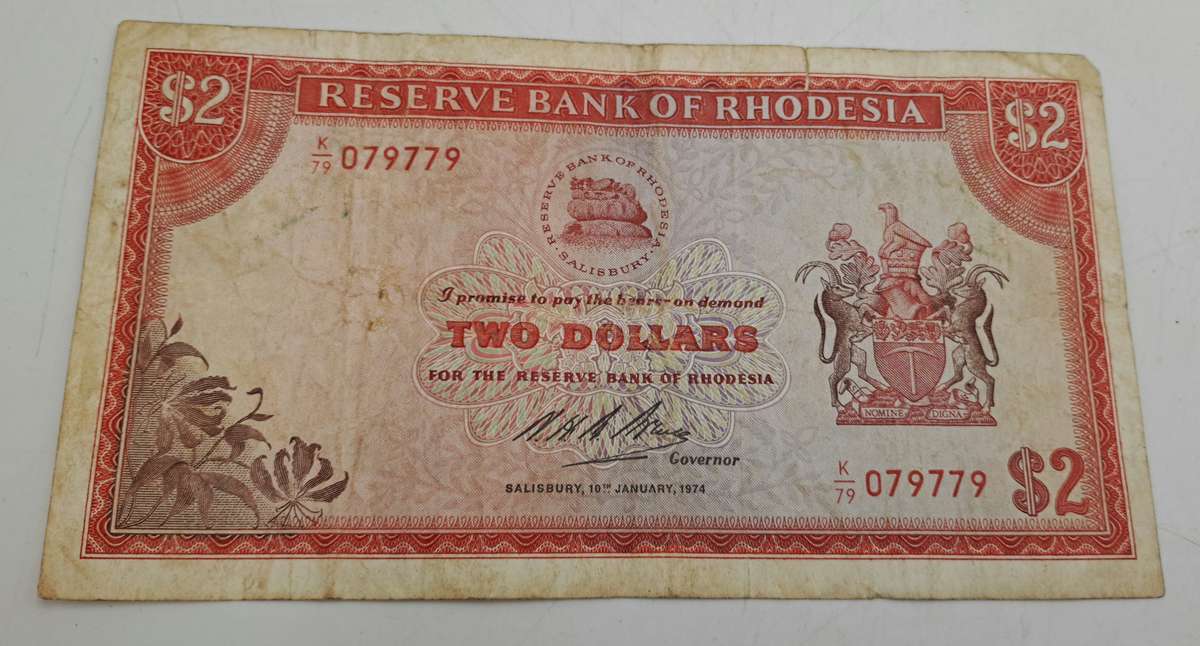 $2
RESERVE BANK OF RHODESIA
$2
K/79 079779
RESERVE BANK OF RHODESIA
· SALISBURY ·
I promise to pay the bearer on demand
TWO DOLLARS
FOR THE RESERVE BANK OF RHODESIA
Governor
SALISBURY, 10TH JANUARY, 1974
NOMINE DIGNA
K/79 079779
$2